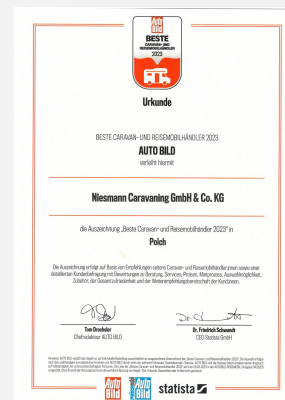 Auto
Bild
BESTE
CARAVAN- UND
REISEMOBILHÄNDLER
2023
Urkunde
BESTE CARAVAN- UND REISEMOBILHÄNDLER 2023
AUTO BILD
verleiht hiermit
Niesmann Caravaning GmbH & Co. KG
die Auszeichnung „Beste Caravan- und Reisemobilhändler 2023" in
Polch
Die Auszeichnung erfolgt auf Basis von Empfehlungen seitens Caravan- und Reisemobilhändler:innen sowie einer
detaillierten Kundenbefragung mit Bewertungen zu Beratung, Services, Preisen, Mietprozess, Auswahlmöglichkeit,
Zubehör, der Gesamtzufriedenheit und der Weiterempfehlungsbereitschaft der Kund:innen.
Tom Drechsler
Chefredakteur AUTO BILD
Dr. Friedrich Schwandt
CEO Statista GmbH
Auto
Bild
Auto
Bild
statista